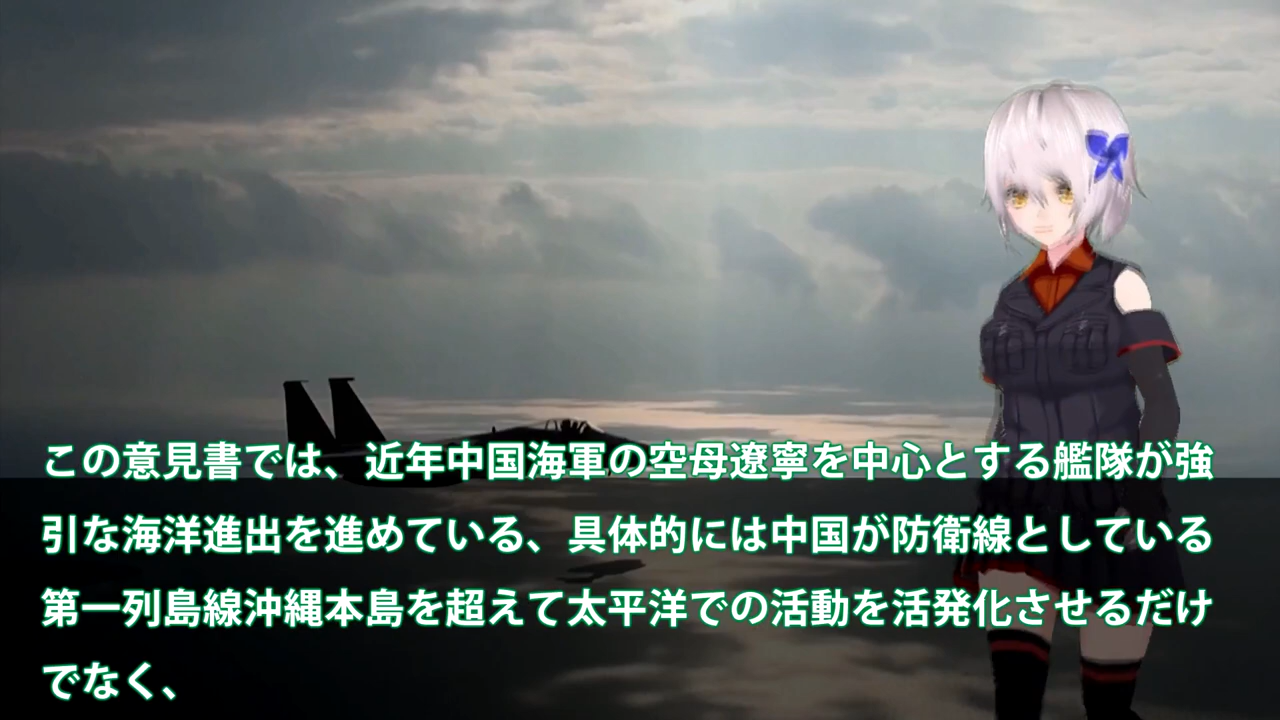 この意見書では、近年中国海軍の空母遼寧を中心とする艦隊が強
引な海洋進出を進めている、具体的には中国が防衛線としている
第一列島線沖縄本島を超えて太平洋での活動を活発化させるだけ
でなく、